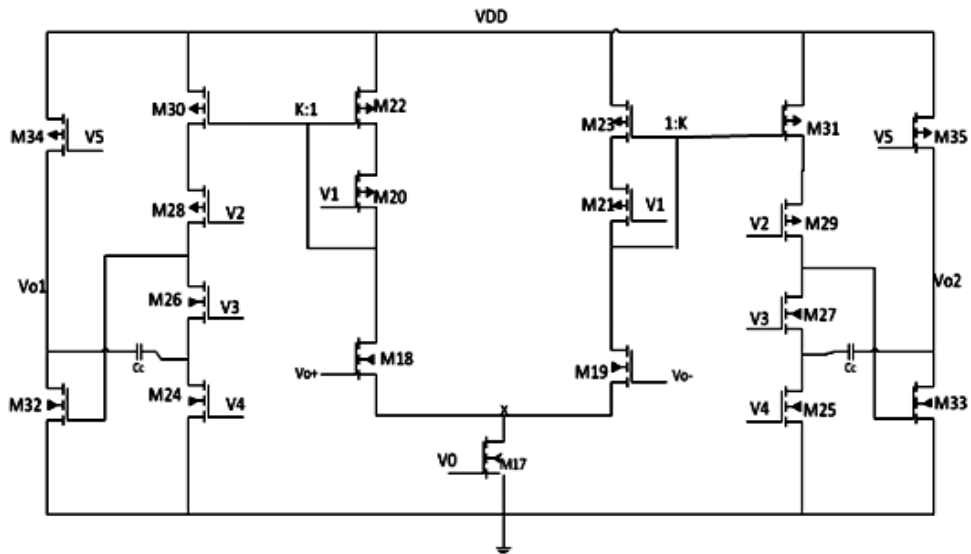 VDD
M30 K:1 M22 M23 1:K M31
M34 V5 V5 M35
M28 V2 V1 M20 M21 V1 V2 M29
Vo1 Vo2
M26 V3 V3 M27
Cc M18 Cc
M32 M24 V4 Vo+ M19 Vo- V4 M25 M33
x
V0 M17